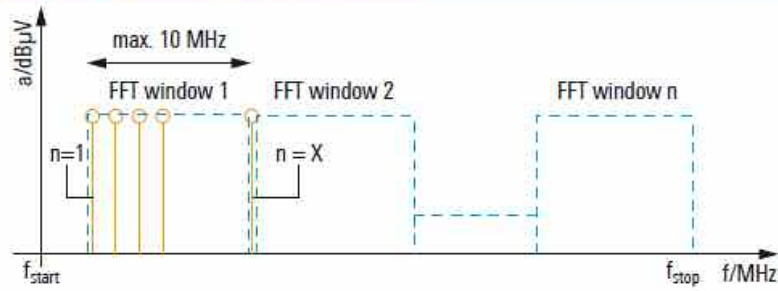 a/dBµV
max. 10 MHz
FFT window 1
FFT window 2
FFT window n
n=1
n = X
fstart
fstop
f/MHz